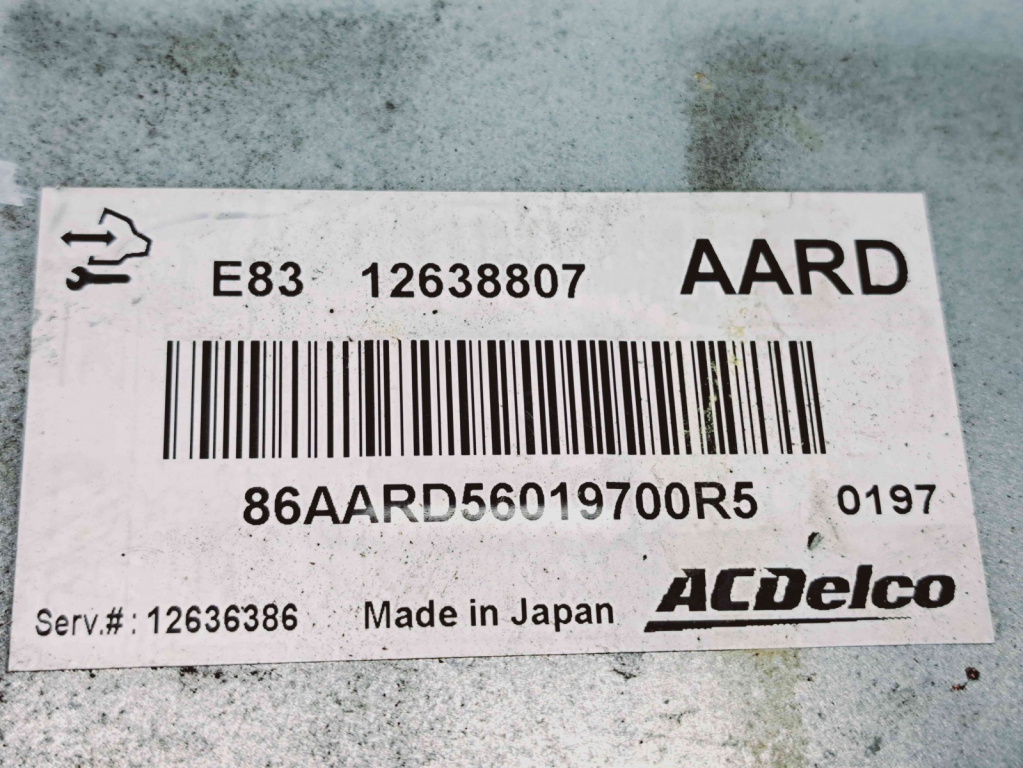 E83 12638807 AARD
86AARD56019700R5 0197
Serv.#: 12636386 Made in Japan ACDelco